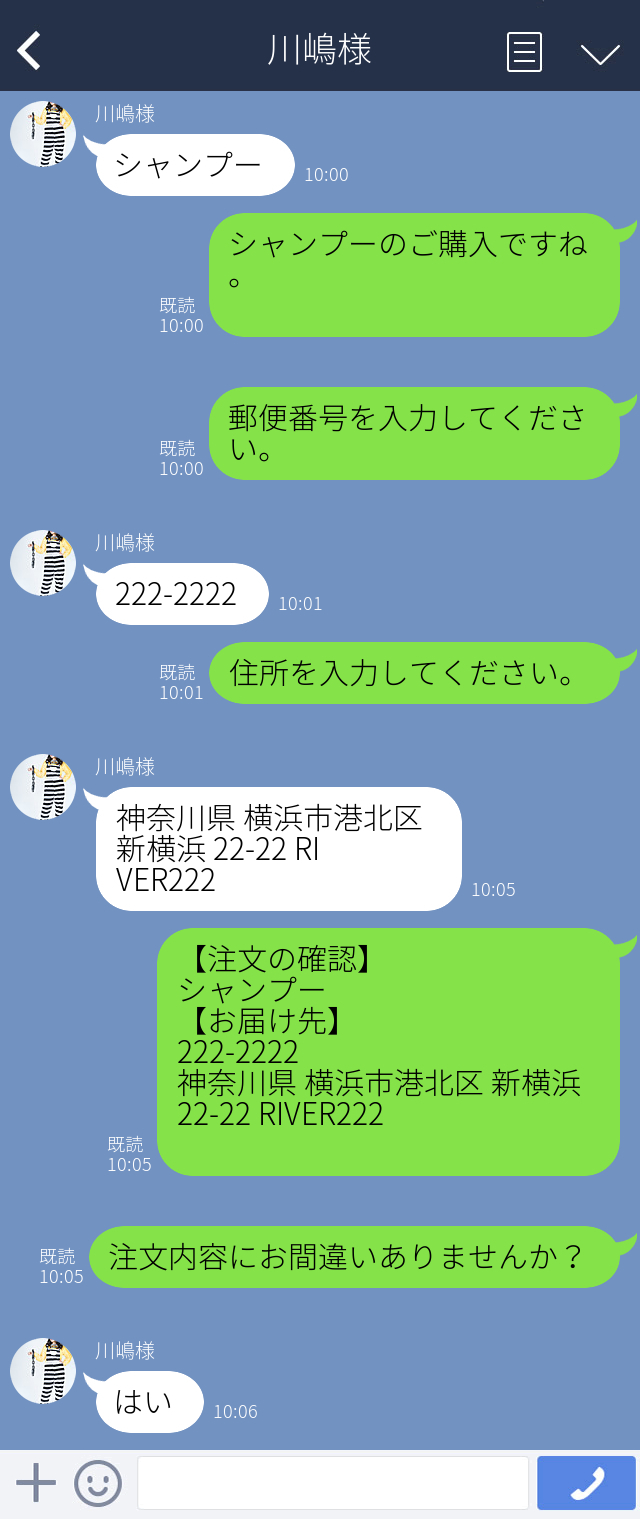 川嶋様
川嶋様
シャンプー
10:00
シャンプーのご購入ですね
。
既読
10:00
郵便番号を入力してくださ
い。
既読
10:00
川嶋様
222-2222
10:01
住所を入力してください。
既読
10:01
川嶋様
神奈川県 横浜市港北区
新横浜 22-22 RI
VER222
10:05
【注文の確認】
シャンプー
【お届け先】
222-2222
神奈川県 横浜市港北区 新横浜
22-22 RIVER222
既読
10:05
注文内容にお間違いありませんか？
既読
10:05
川嶋様
はい
10:06